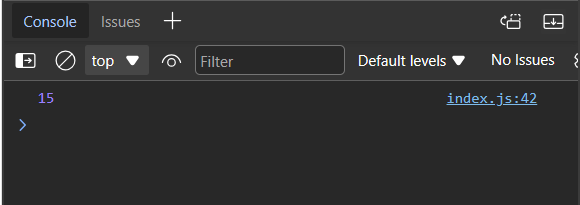 Console Issues
top Filter Default levels No Issues
15 index.js:42